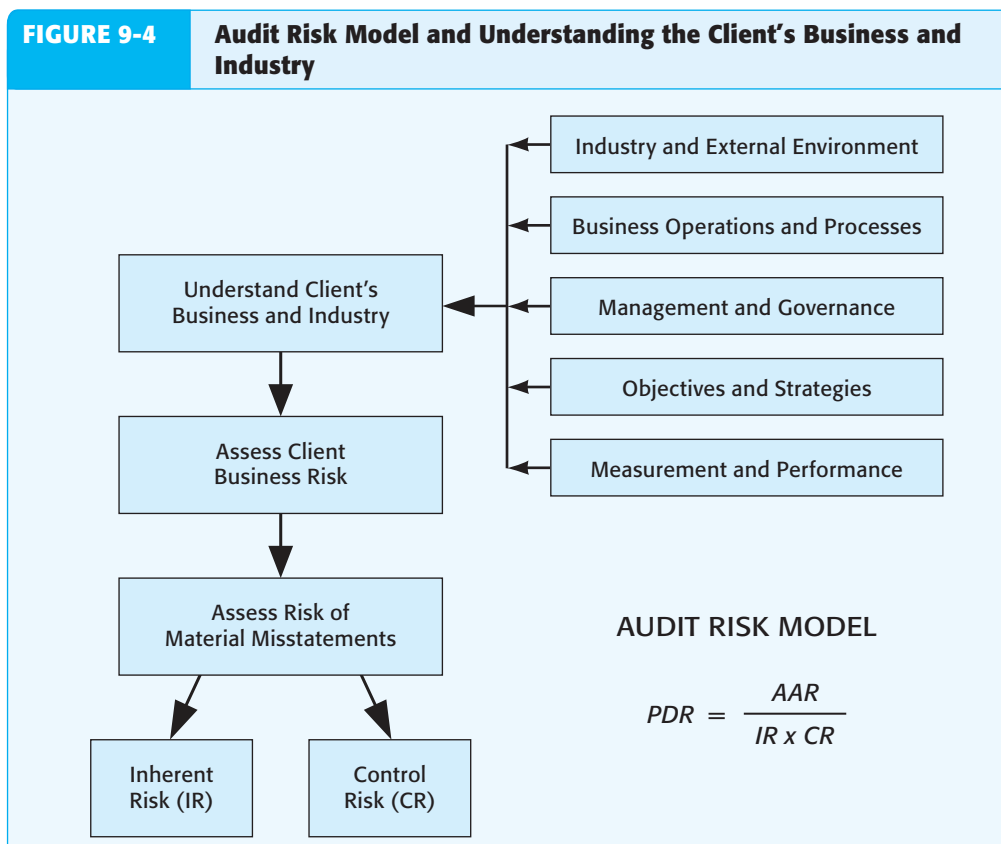 FIGURE 9-4
Audit Risk Model and Understanding the Client's Business and
Industry
Industry and External Environment
Business Operations and Processes
Understand Client's
Business and Industry
Management and Governance
Objectives and Strategies
Assess Client
Business Risk
Measurement and Performance
Assess Risk of
Material Misstatements
AUDIT RISK MODEL
PDR = AAR / IR x CR
Inherent
Risk (IR)
Control
Risk (CR)